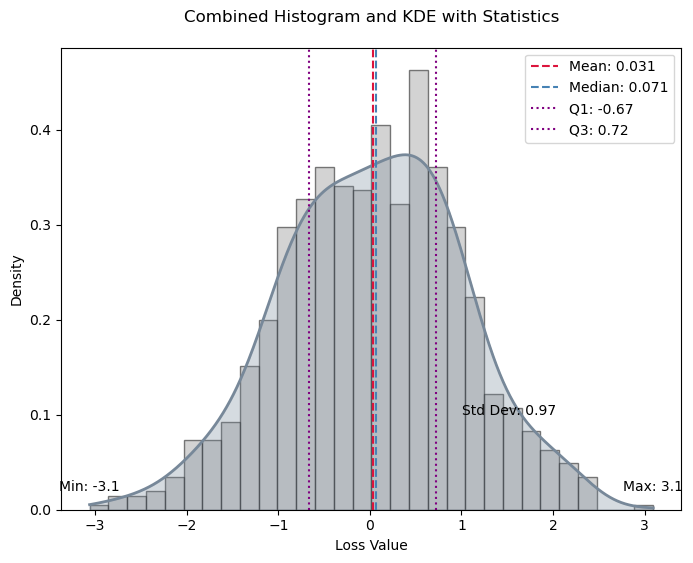 Combined Histogram and KDE with Statistics
Mean: 0.031
Median: 0.071
Q1: -0.67
Q3: 0.72
0.4
0.3
0.2
0.1
0.0
Density
Std Dev: 0.97
Min: -3.1
Max: 3.1
−3
−2
−1
0
1
2
3
Loss Value